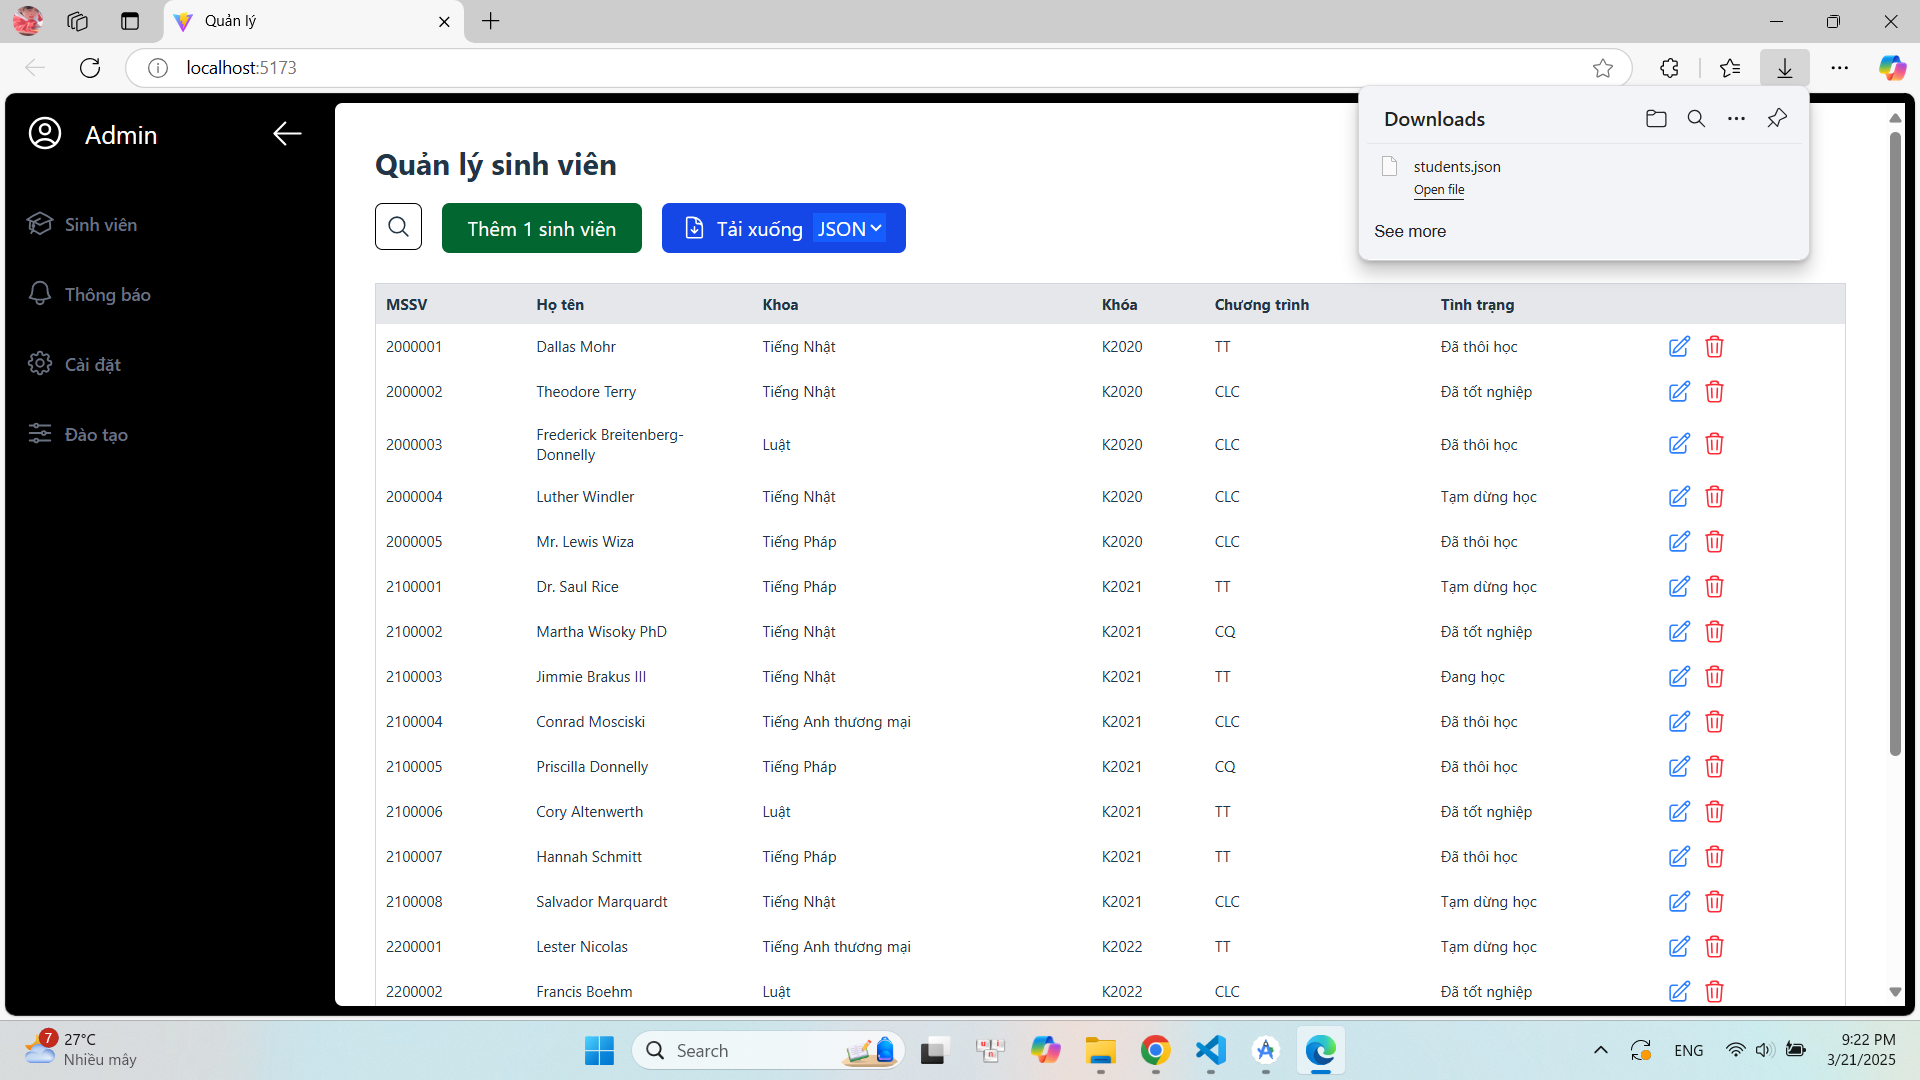 Quản lý
localhost:5173
Downloads
students.json
Open file
See more
Admin
Sinh viên
Thông báo
Cài đặt
Đào tạo
Quản lý sinh viên
Thêm 1 sinh viên
Tải xuống JSON
MSSV Họ tên Khoa Khóa Chương trình Tình trạng
2000001 Dallas Mohr Tiếng Nhật K2020 TT Đã thôi học
2000002 Theodore Terry Tiếng Nhật K2020 CLC Đã tốt nghiệp
2000003 Frederick Breitenberg-
Donnelly Luật K2020 CLC Đã thôi học
2000004 Luther Windler Tiếng Nhật K2020 CLC Tạm dừng học
2000005 Mr. Lewis Wiza Tiếng Pháp K2020 CLC Đã thôi học
2100001 Dr. Saul Rice Tiếng Pháp K2021 TT Tạm dừng học
2100002 Martha Wisoky PhD Tiếng Nhật K2021 CQ Đã tốt nghiệp
2100003 Jimmie Brakus III Tiếng Nhật K2021 TT Đang học
2100004 Conrad Mosciski Tiếng Anh thương mại K2021 CLC Đã thôi học
2100005 Priscilla Donnelly Tiếng Pháp K2021 CQ Đã thôi học
2100006 Cory Altenwerth Luật K2021 TT Đã tốt nghiệp
2100007 Hannah Schmitt Tiếng Pháp K2021 TT Đã thôi học
2100008 Salvador Marquardt Tiếng Nhật K2021 CLC Tạm dừng học
2200001 Lester Nicolas Tiếng Anh thương mại K2022 TT Tạm dừng học
2200002 Francis Boehm Luật K2022 CLC Đã tốt nghiệp
7
27°C
Nhiều mây
Search
ENG
9:22 PM
3/21/2025